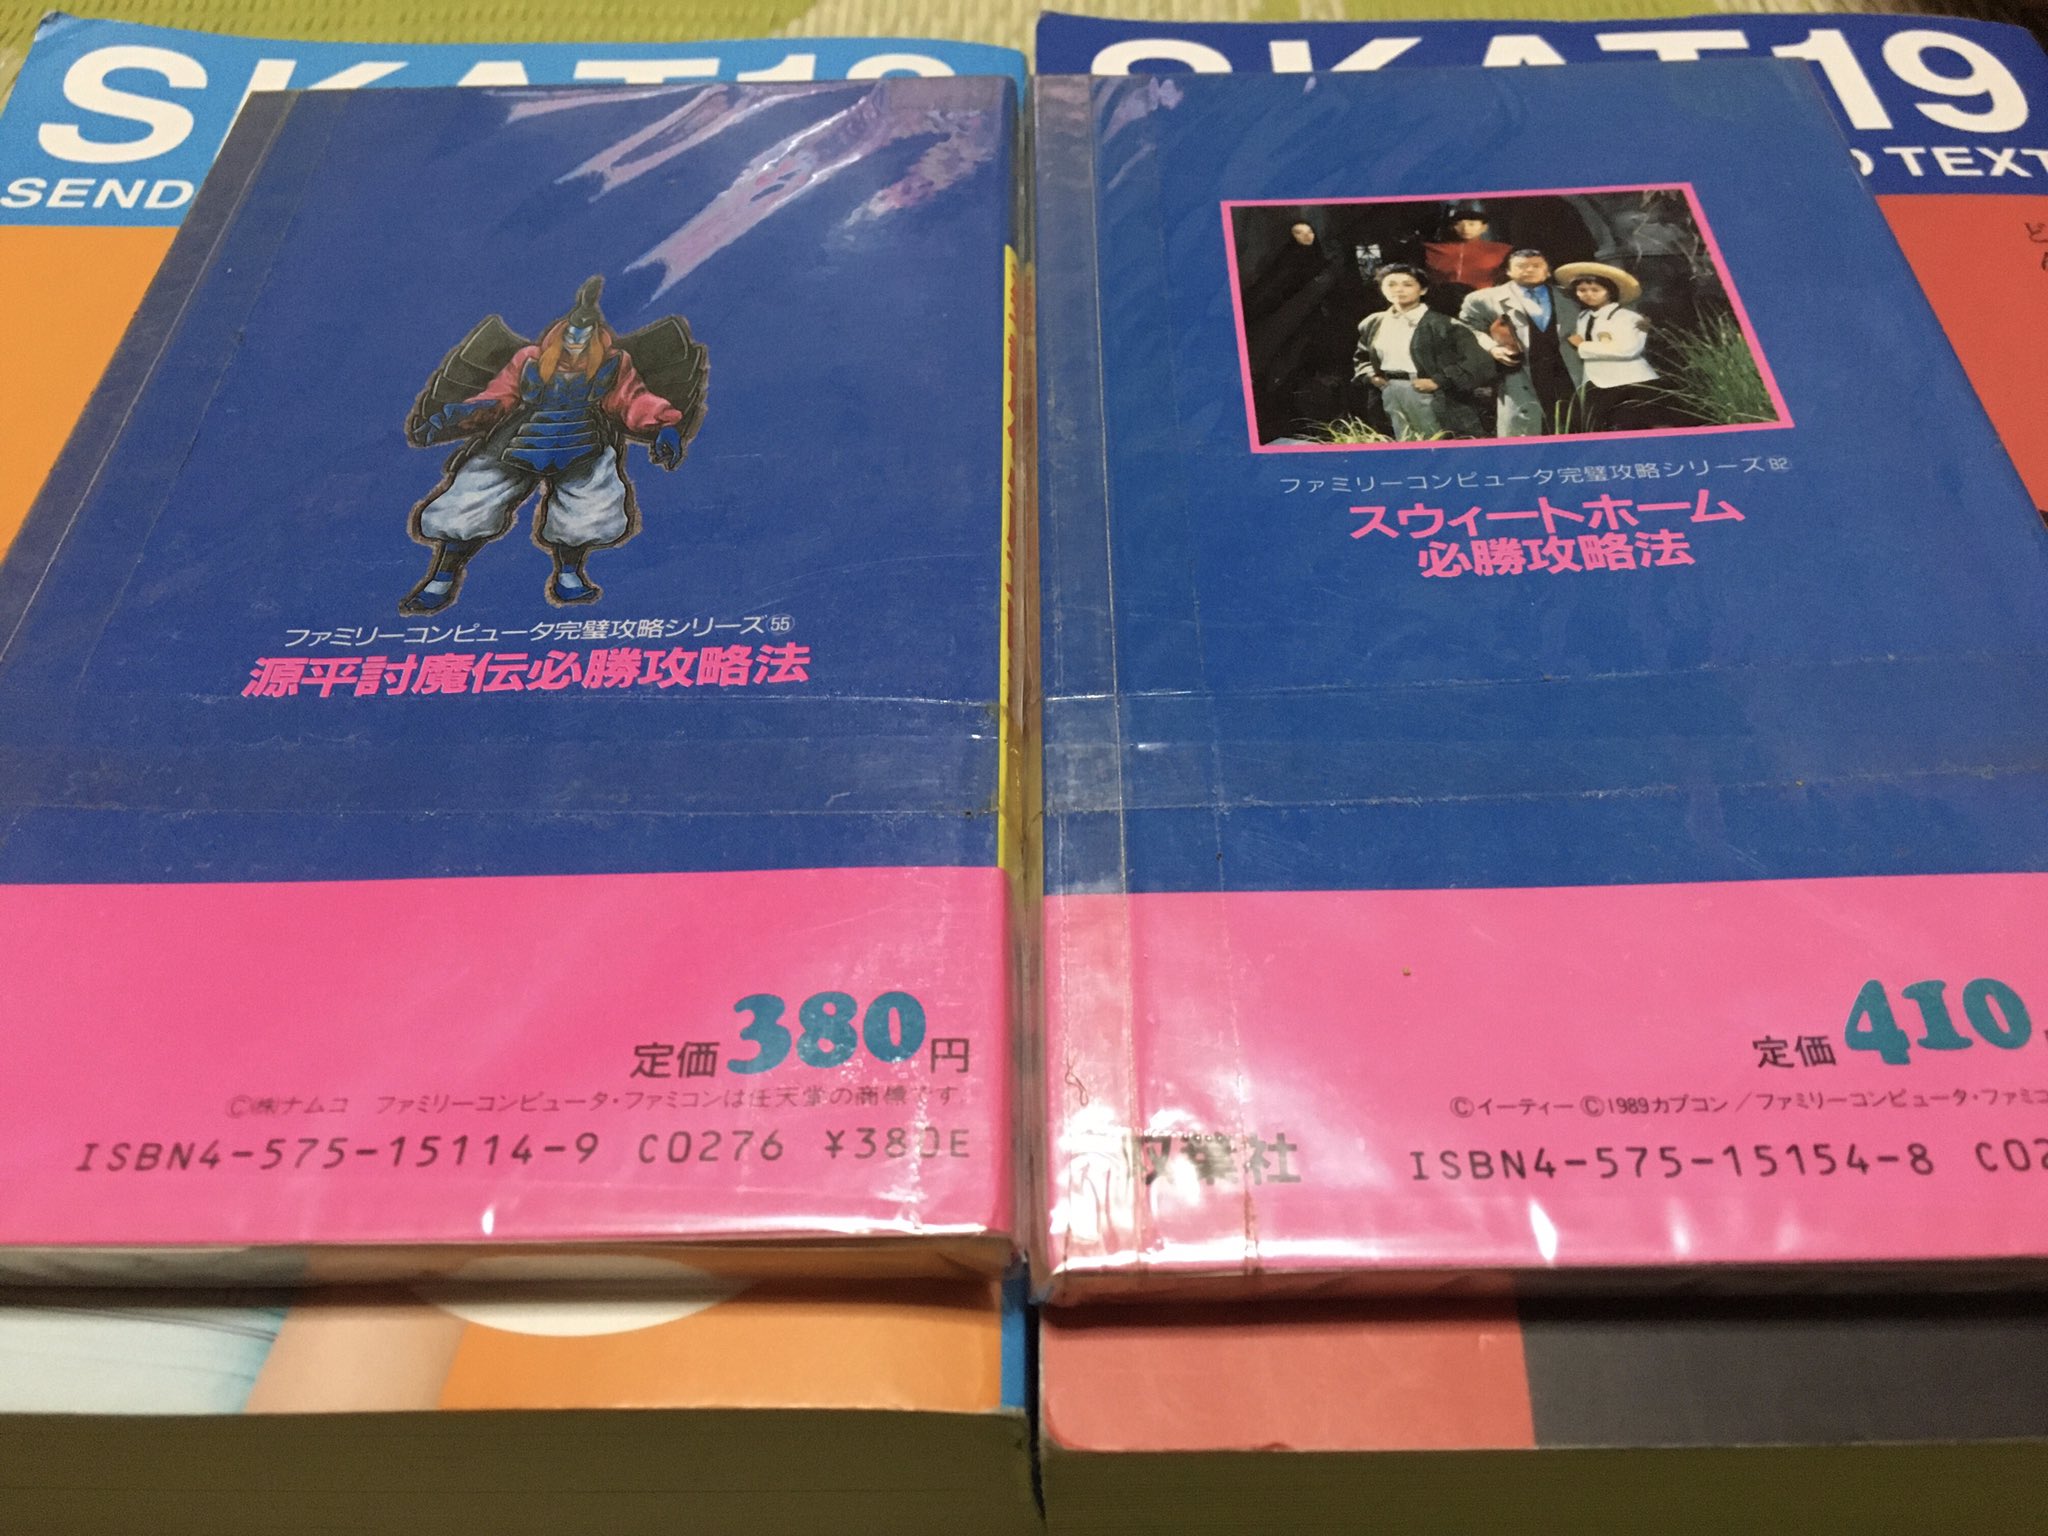 SKAT19
SEND
ファミリーコンピュータ完璧攻略シリーズ55
源平討魔伝必勝攻略法
定価380円
©㈱ナムコ ファミリーコンピュータ・ファミコンは任天堂の商標です。
ISBN4-575-15114-9 C0276 ¥380E
SKAT19
TEXT
ファミリーコンピュータ完璧攻略シリーズ82
スウィートホーム
必勝攻略法
定価410
©イーティー©1989カプコン/ファミリーコンピュータ・ファミコ
双葉社 ISBN4-575-15154-8 C02